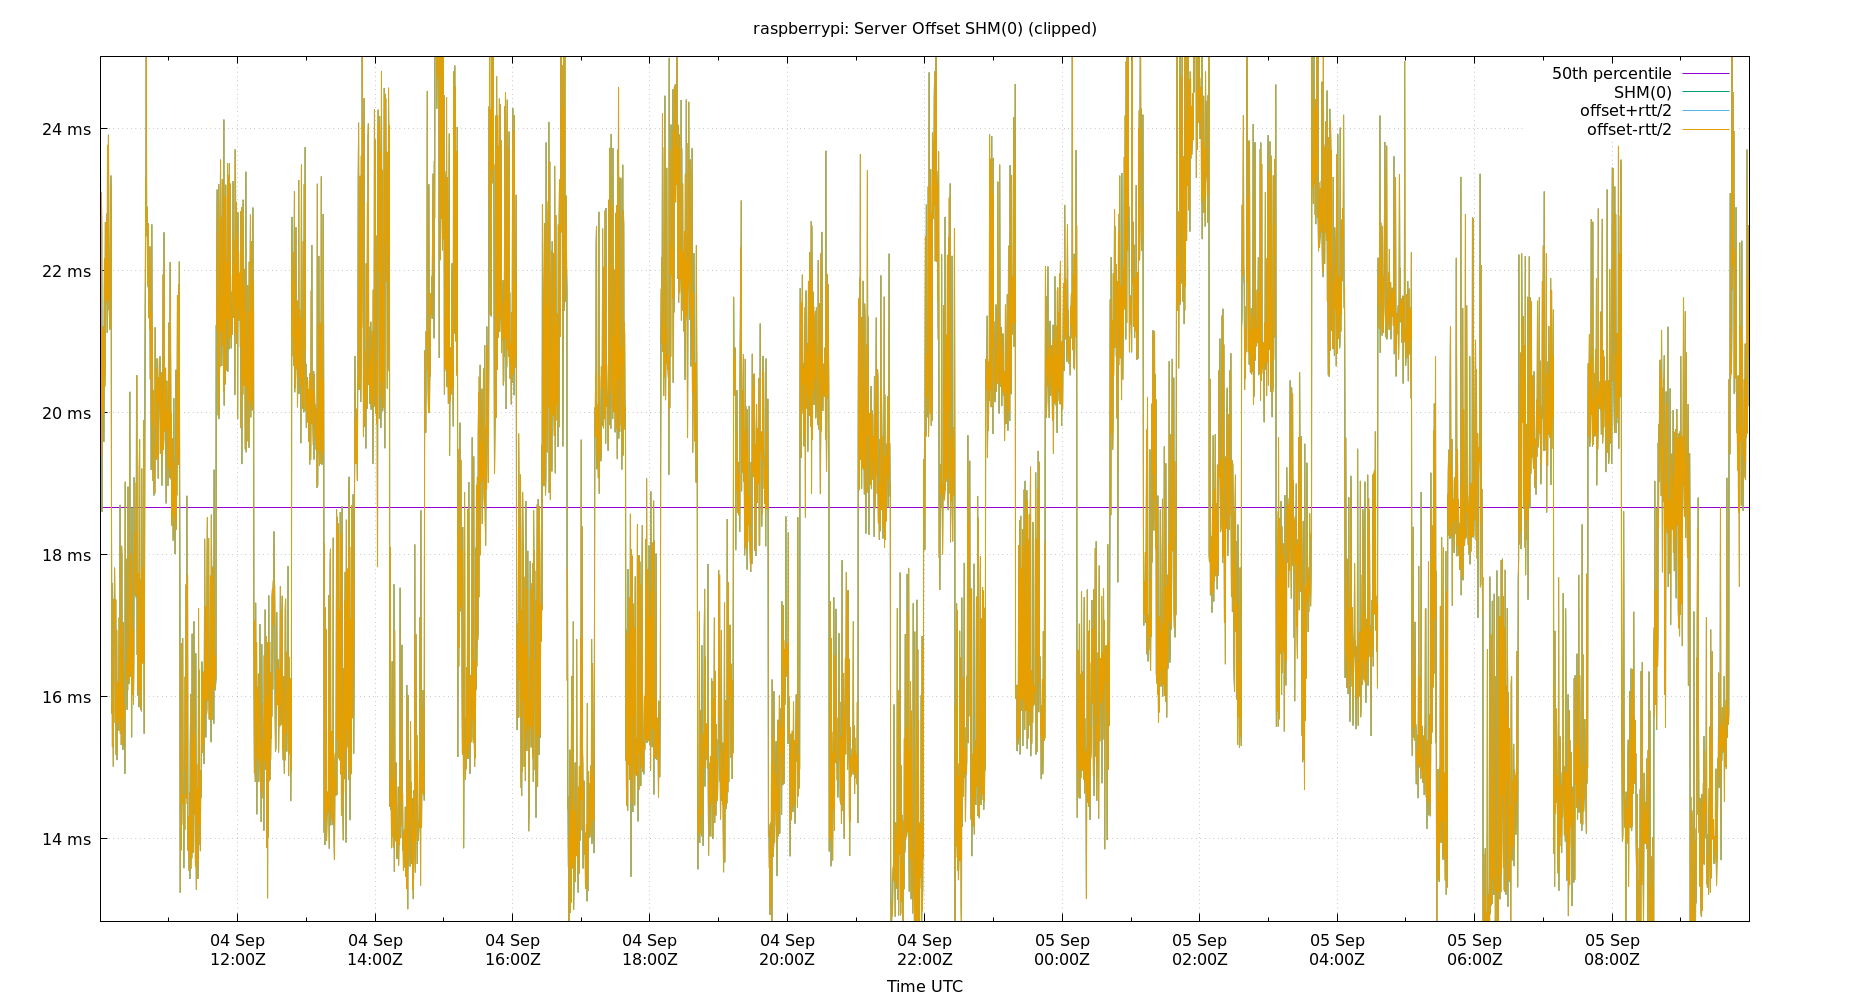 raspberrypi: Server Offset SHM(0) (clipped)
50th percentile
SHM(0)
offset+rtt/2
offset-rtt/2
24 ms
22 ms
20 ms
18 ms
16 ms
14 ms
04 Sep 04 Sep 04 Sep 04 Sep 04 Sep 04 Sep 05 Sep 05 Sep 05 Sep 05 Sep 05 Sep
12:00Z 14:00Z 16:00Z 18:00Z 20:00Z 22:00Z 00:00Z 02:00Z 04:00Z 06:00Z 08:00Z
Time UTC